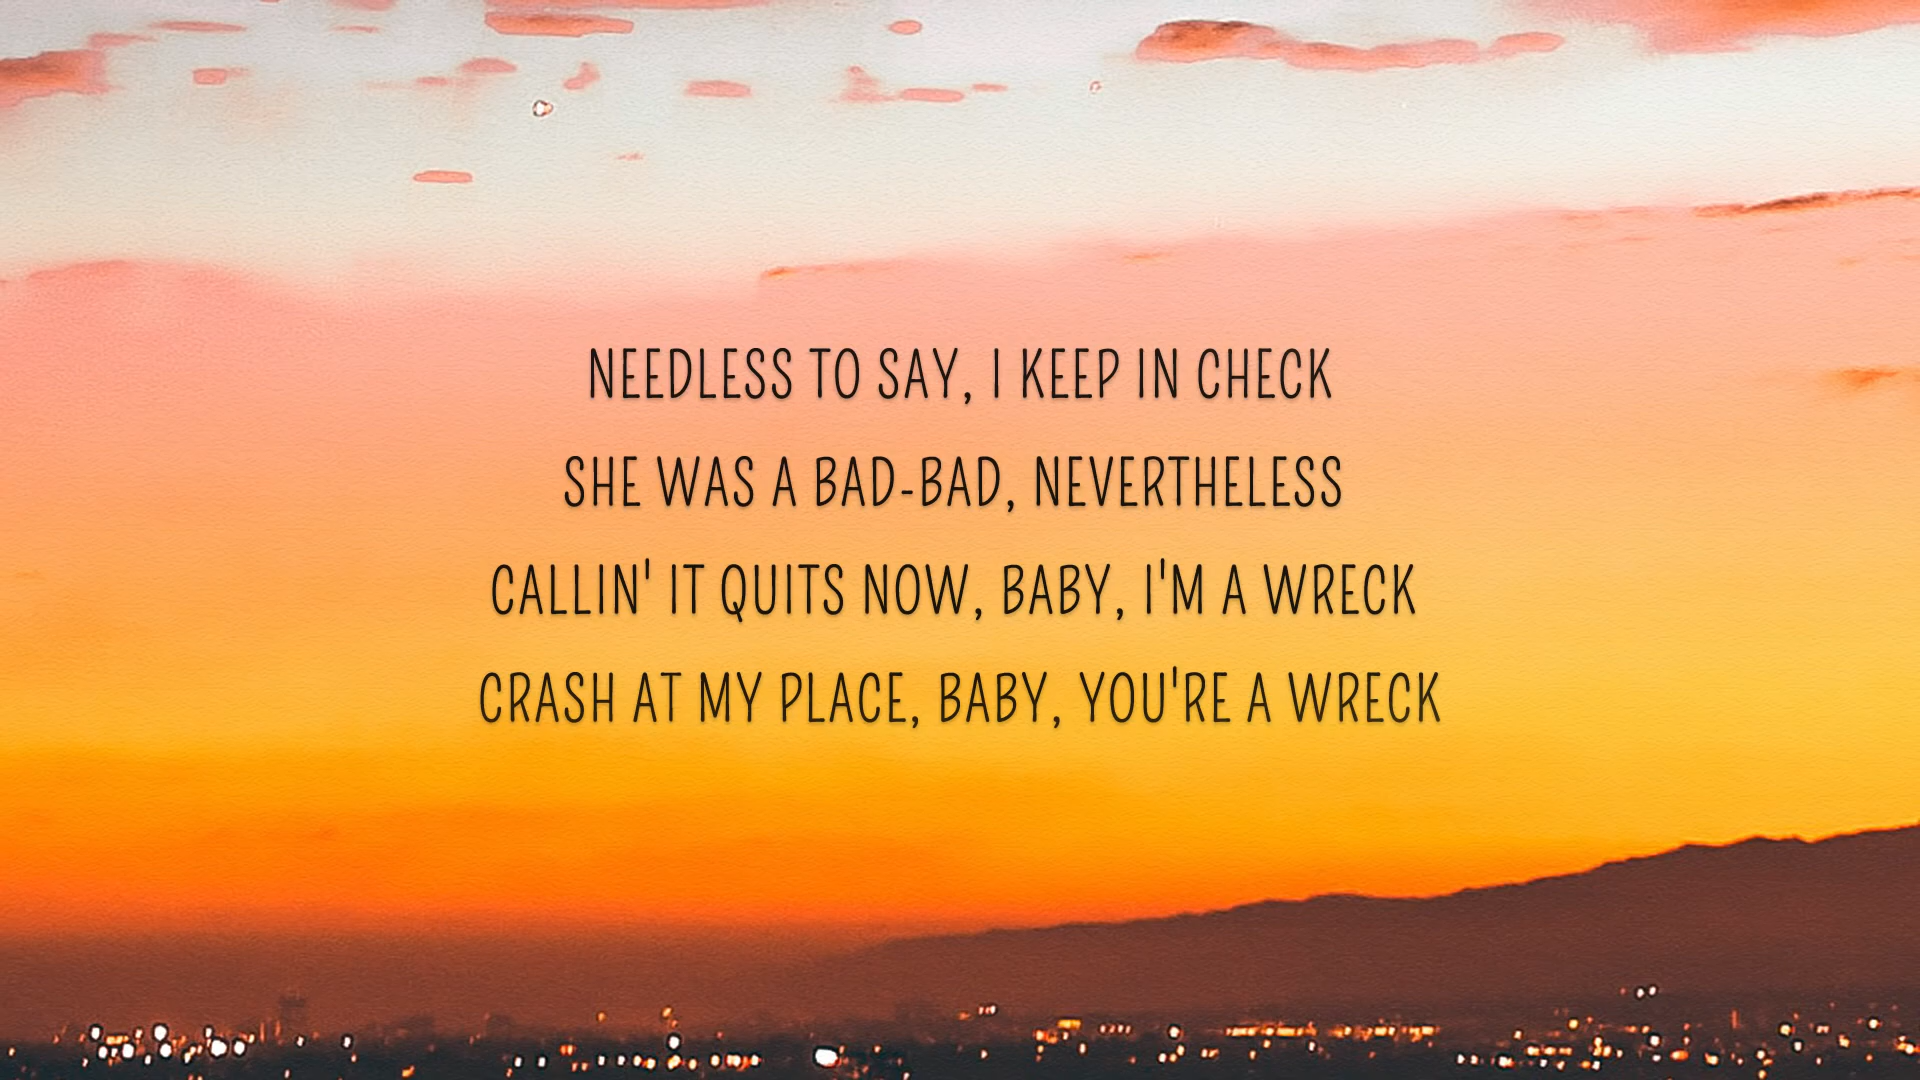 NEEDLESS TO SAY, I KEEP IN CHECK
SHE WAS A BAD-BAD, NEVERTHELESS
CALLIN' IT QUITS NOW, BABY, I'M A WRECK
CRASH AT MY PLACE, BABY, YOU'RE A WRECK